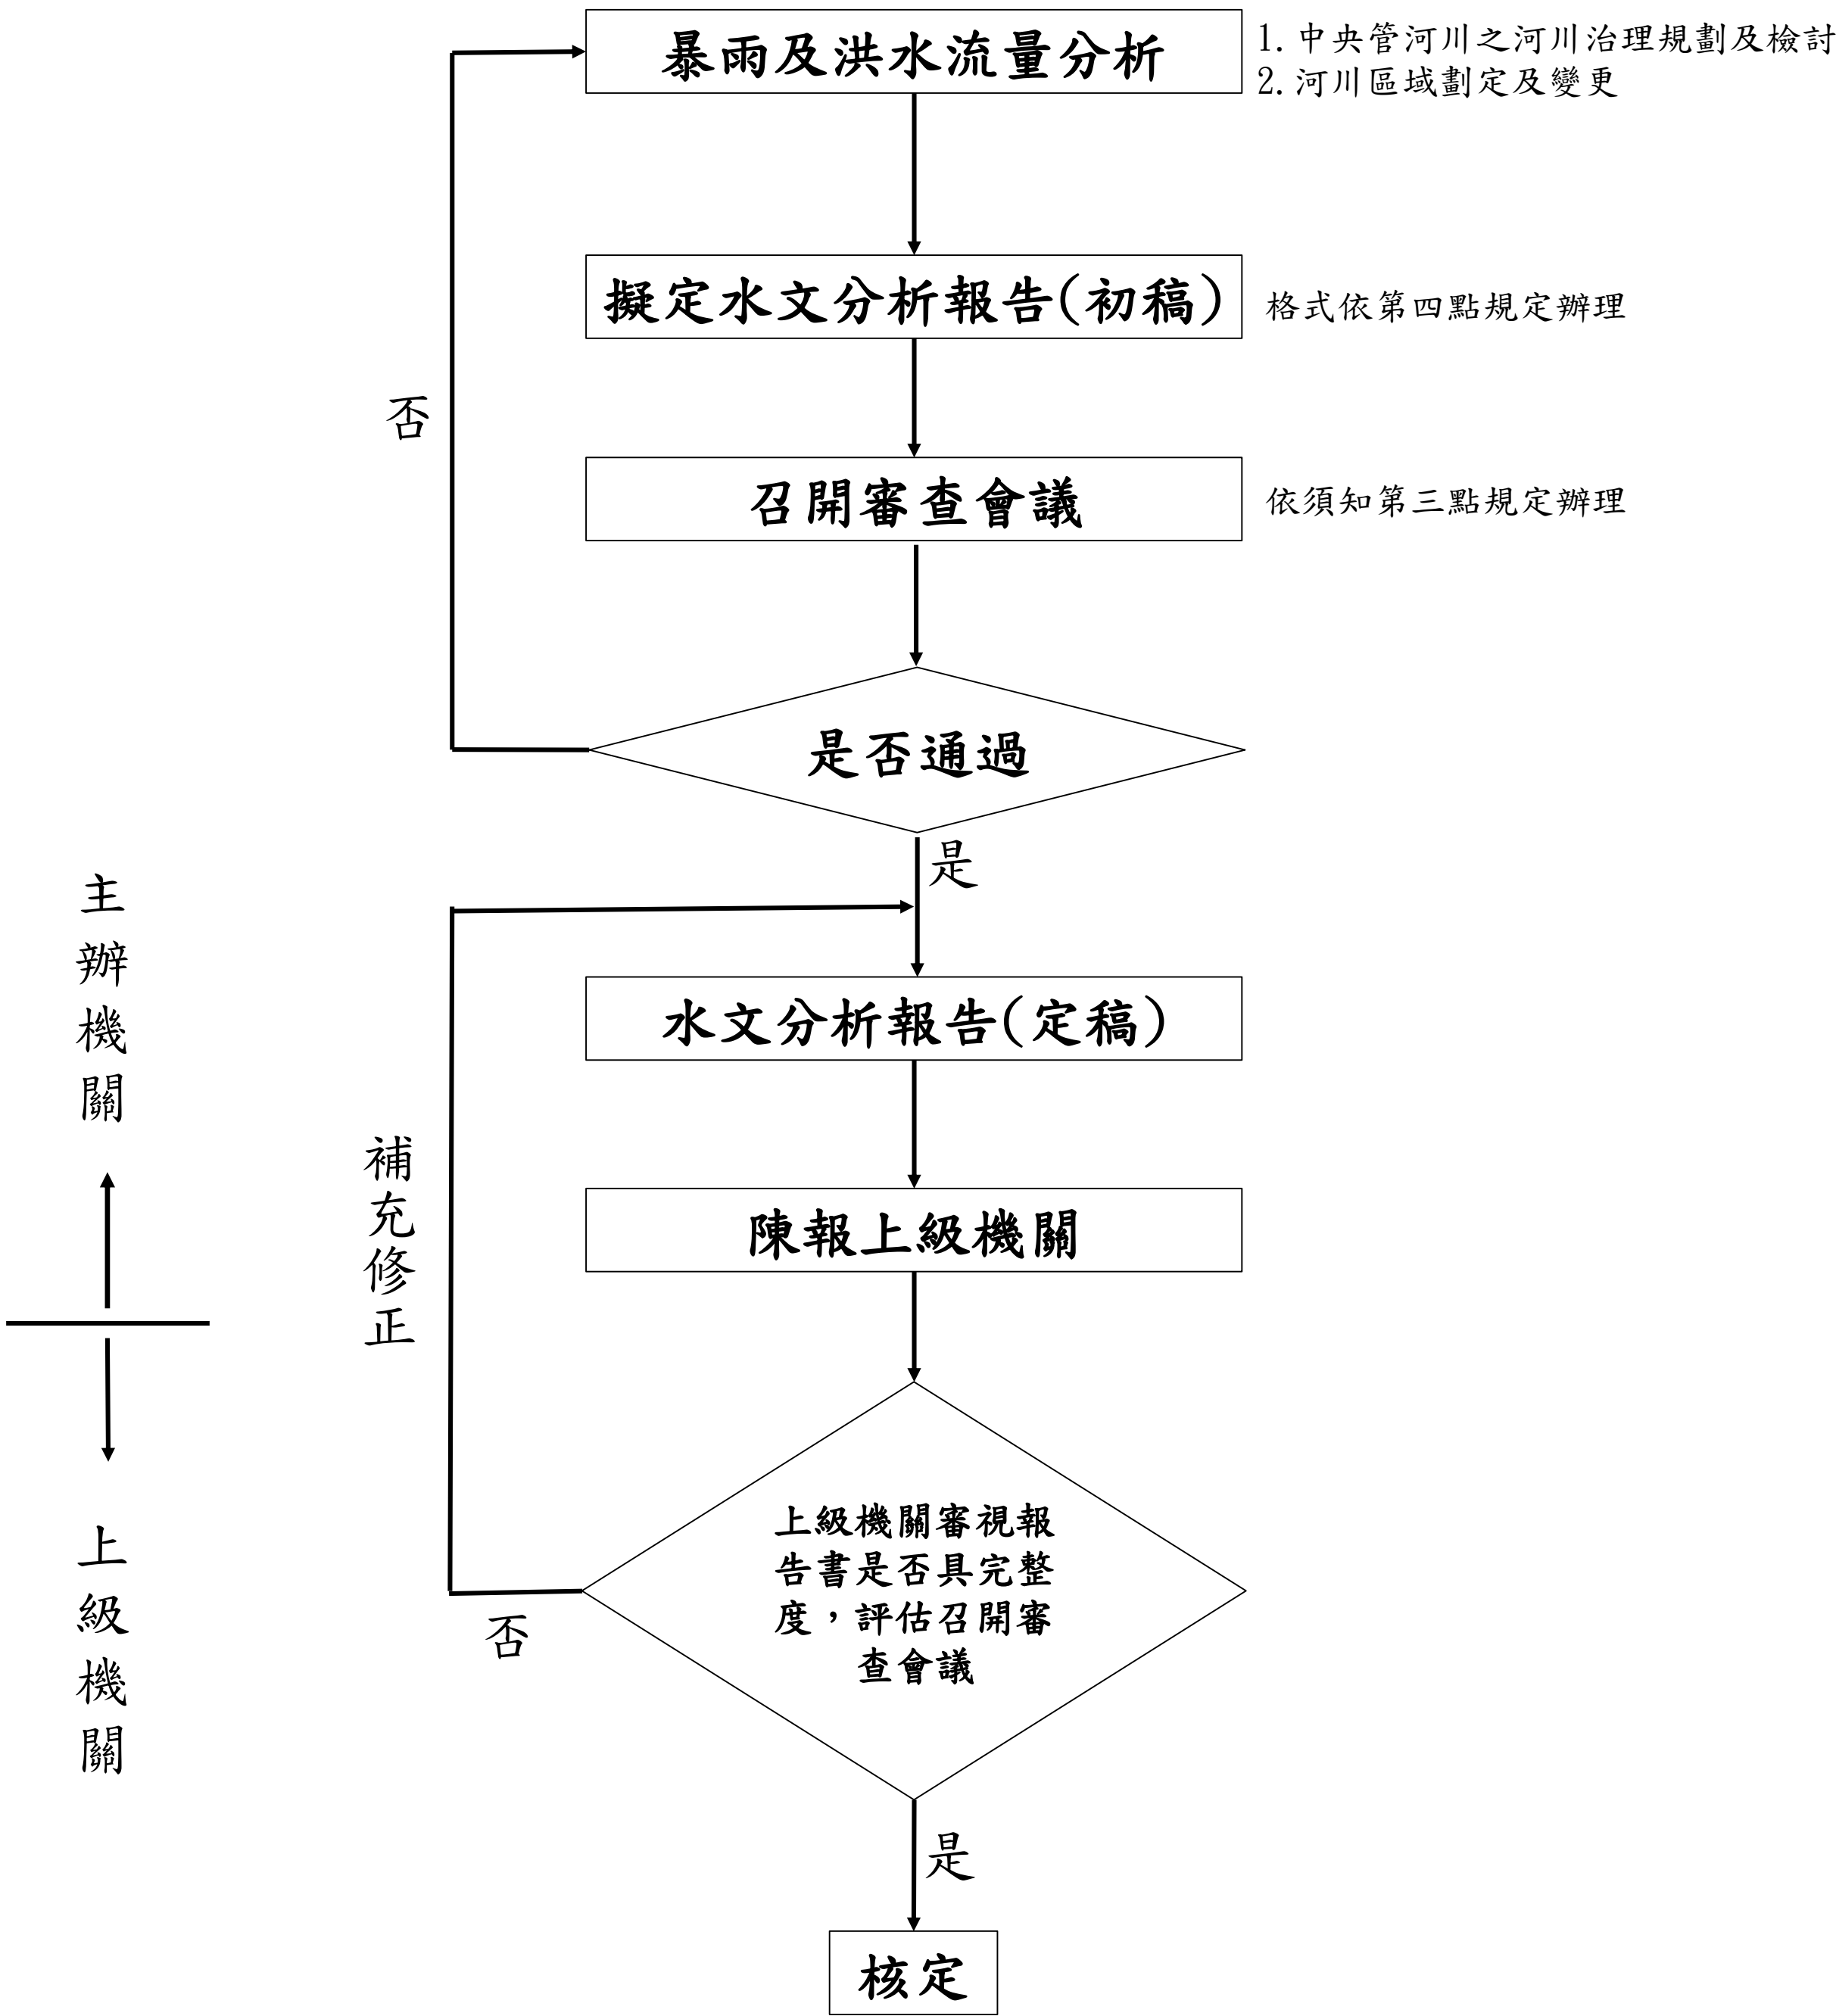 暴雨及洪水流量分析
1.中央管河川之河川治理規劃及檢討
2.河川區域劃定及變更
擬定水文分析報告(初稿)
格式依第四點規定辦理
否
召開審查會議
依須知第三點規定辦理
是否通過
是
主辦機關
水文分析報告(定稿)
補充修正
陳報上級機關
上級機關
上級機關審視報
告書是否具完整
度，評估召開審
查會議
否
是
核定